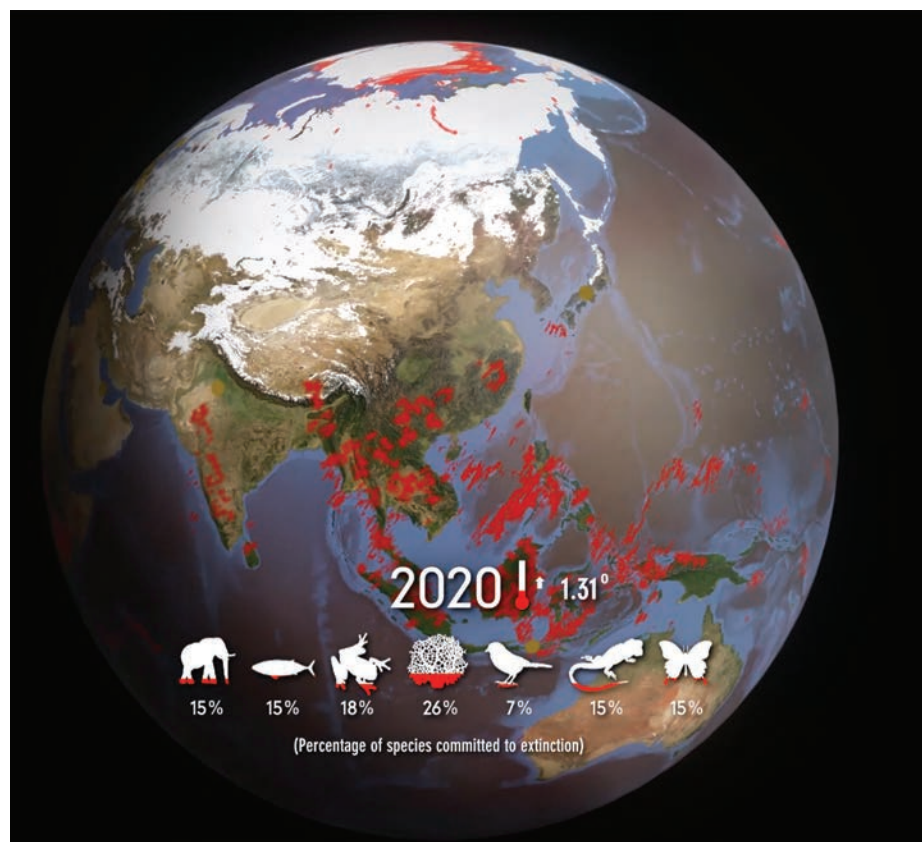 2020 1.31°
15% 15% 18% 26% 7% 15% 15%
(Percentage of species committed to extinction)